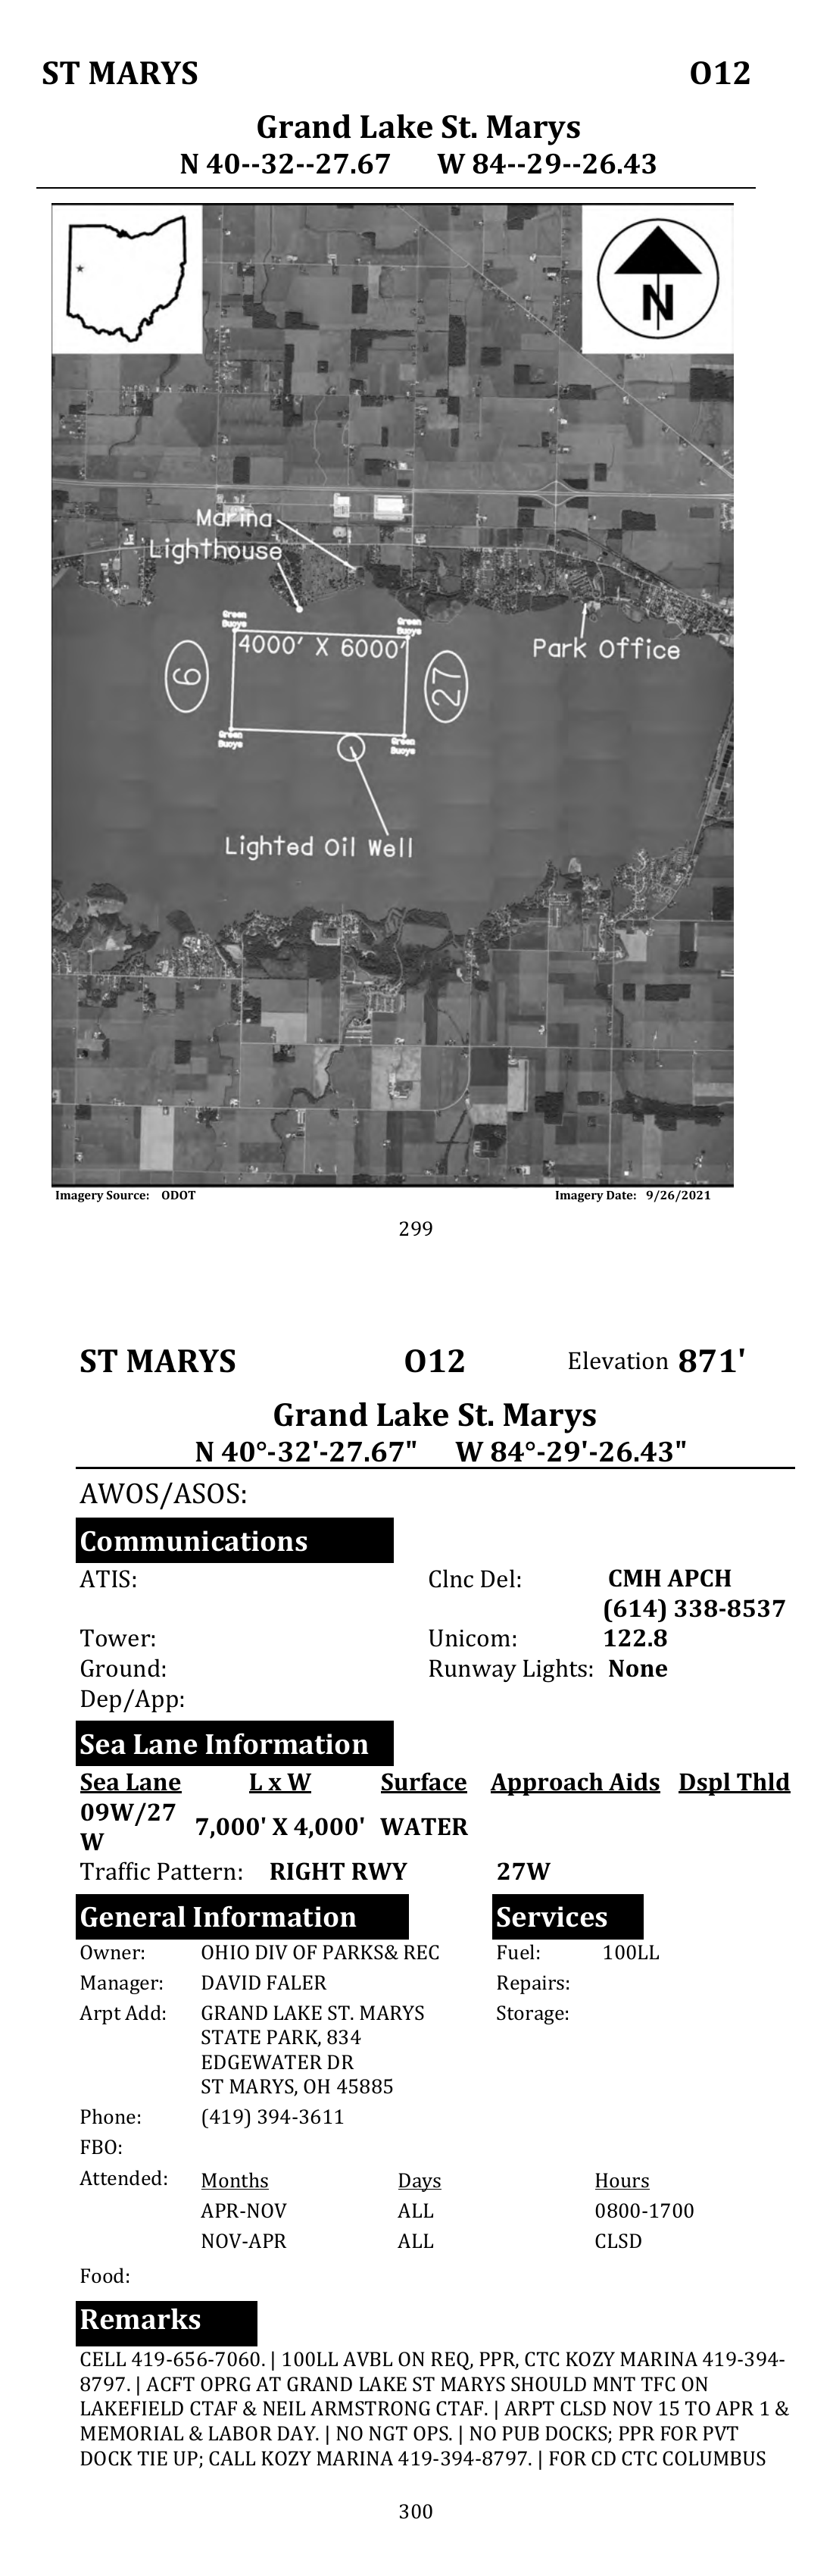 ST MARYS O12
Grand Lake St. Marys
N 40--32--27.67 W 84--29--26.43
N
Marina
Lighthouse
Green
Buoys
Green
Buoys
4000' X 6000'
Park Office
9
27
Green
Buoys
Green
Buoys
Lighted Oil Well
Imagery Source: ODOT Imagery Date: 9/26/2021
299
ST MARYS O12 Elevation 871'
Grand Lake St. Marys
N 40°-32'-27.67" W 84°-29'-26.43"
AWOS/ASOS:
Communications
ATIS: Clnc Del: CMH APCH
(614) 338-8537
Tower: Unicom: 122.8
Ground: Runway Lights: None
Dep/App:
Sea Lane Information
Sea Lane L x W Surface Approach Aids Dspl Thld
09W/27
W 7,000' X 4,000' WATER
Traffic Pattern: RIGHT RWY 27W
General Information Services
Owner: OHIO DIV OF PARKS& REC Fuel: 100LL
Manager: DAVID FALER Repairs:
Arpt Add: GRAND LAKE ST. MARYS Storage:
STATE PARK, 834
EDGEWATER DR
ST MARYS, OH 45885
Phone: (419) 394-3611
FBO:
Attended: Months Days Hours
APR-NOV ALL 0800-1700
NOV-APR ALL CLSD
Food:
Remarks
CELL 419-656-7060. | 100LL AVBL ON REQ, PPR, CTC KOZY MARINA 419-394-
8797. | ACFT OPRG AT GRAND LAKE ST MARYS SHOULD MNT TFC ON
LAKEFIELD CTAF & NEIL ARMSTRONG CTAF. | ARPT CLSD NOV 15 TO APR 1 &
MEMORIAL & LABOR DAY. | NO NGT OPS. | NO PUB DOCKS; PPR FOR PVT
DOCK TIE UP; CALL KOZY MARINA 419-394-8797. | FOR CD CTC COLUMBUS
300